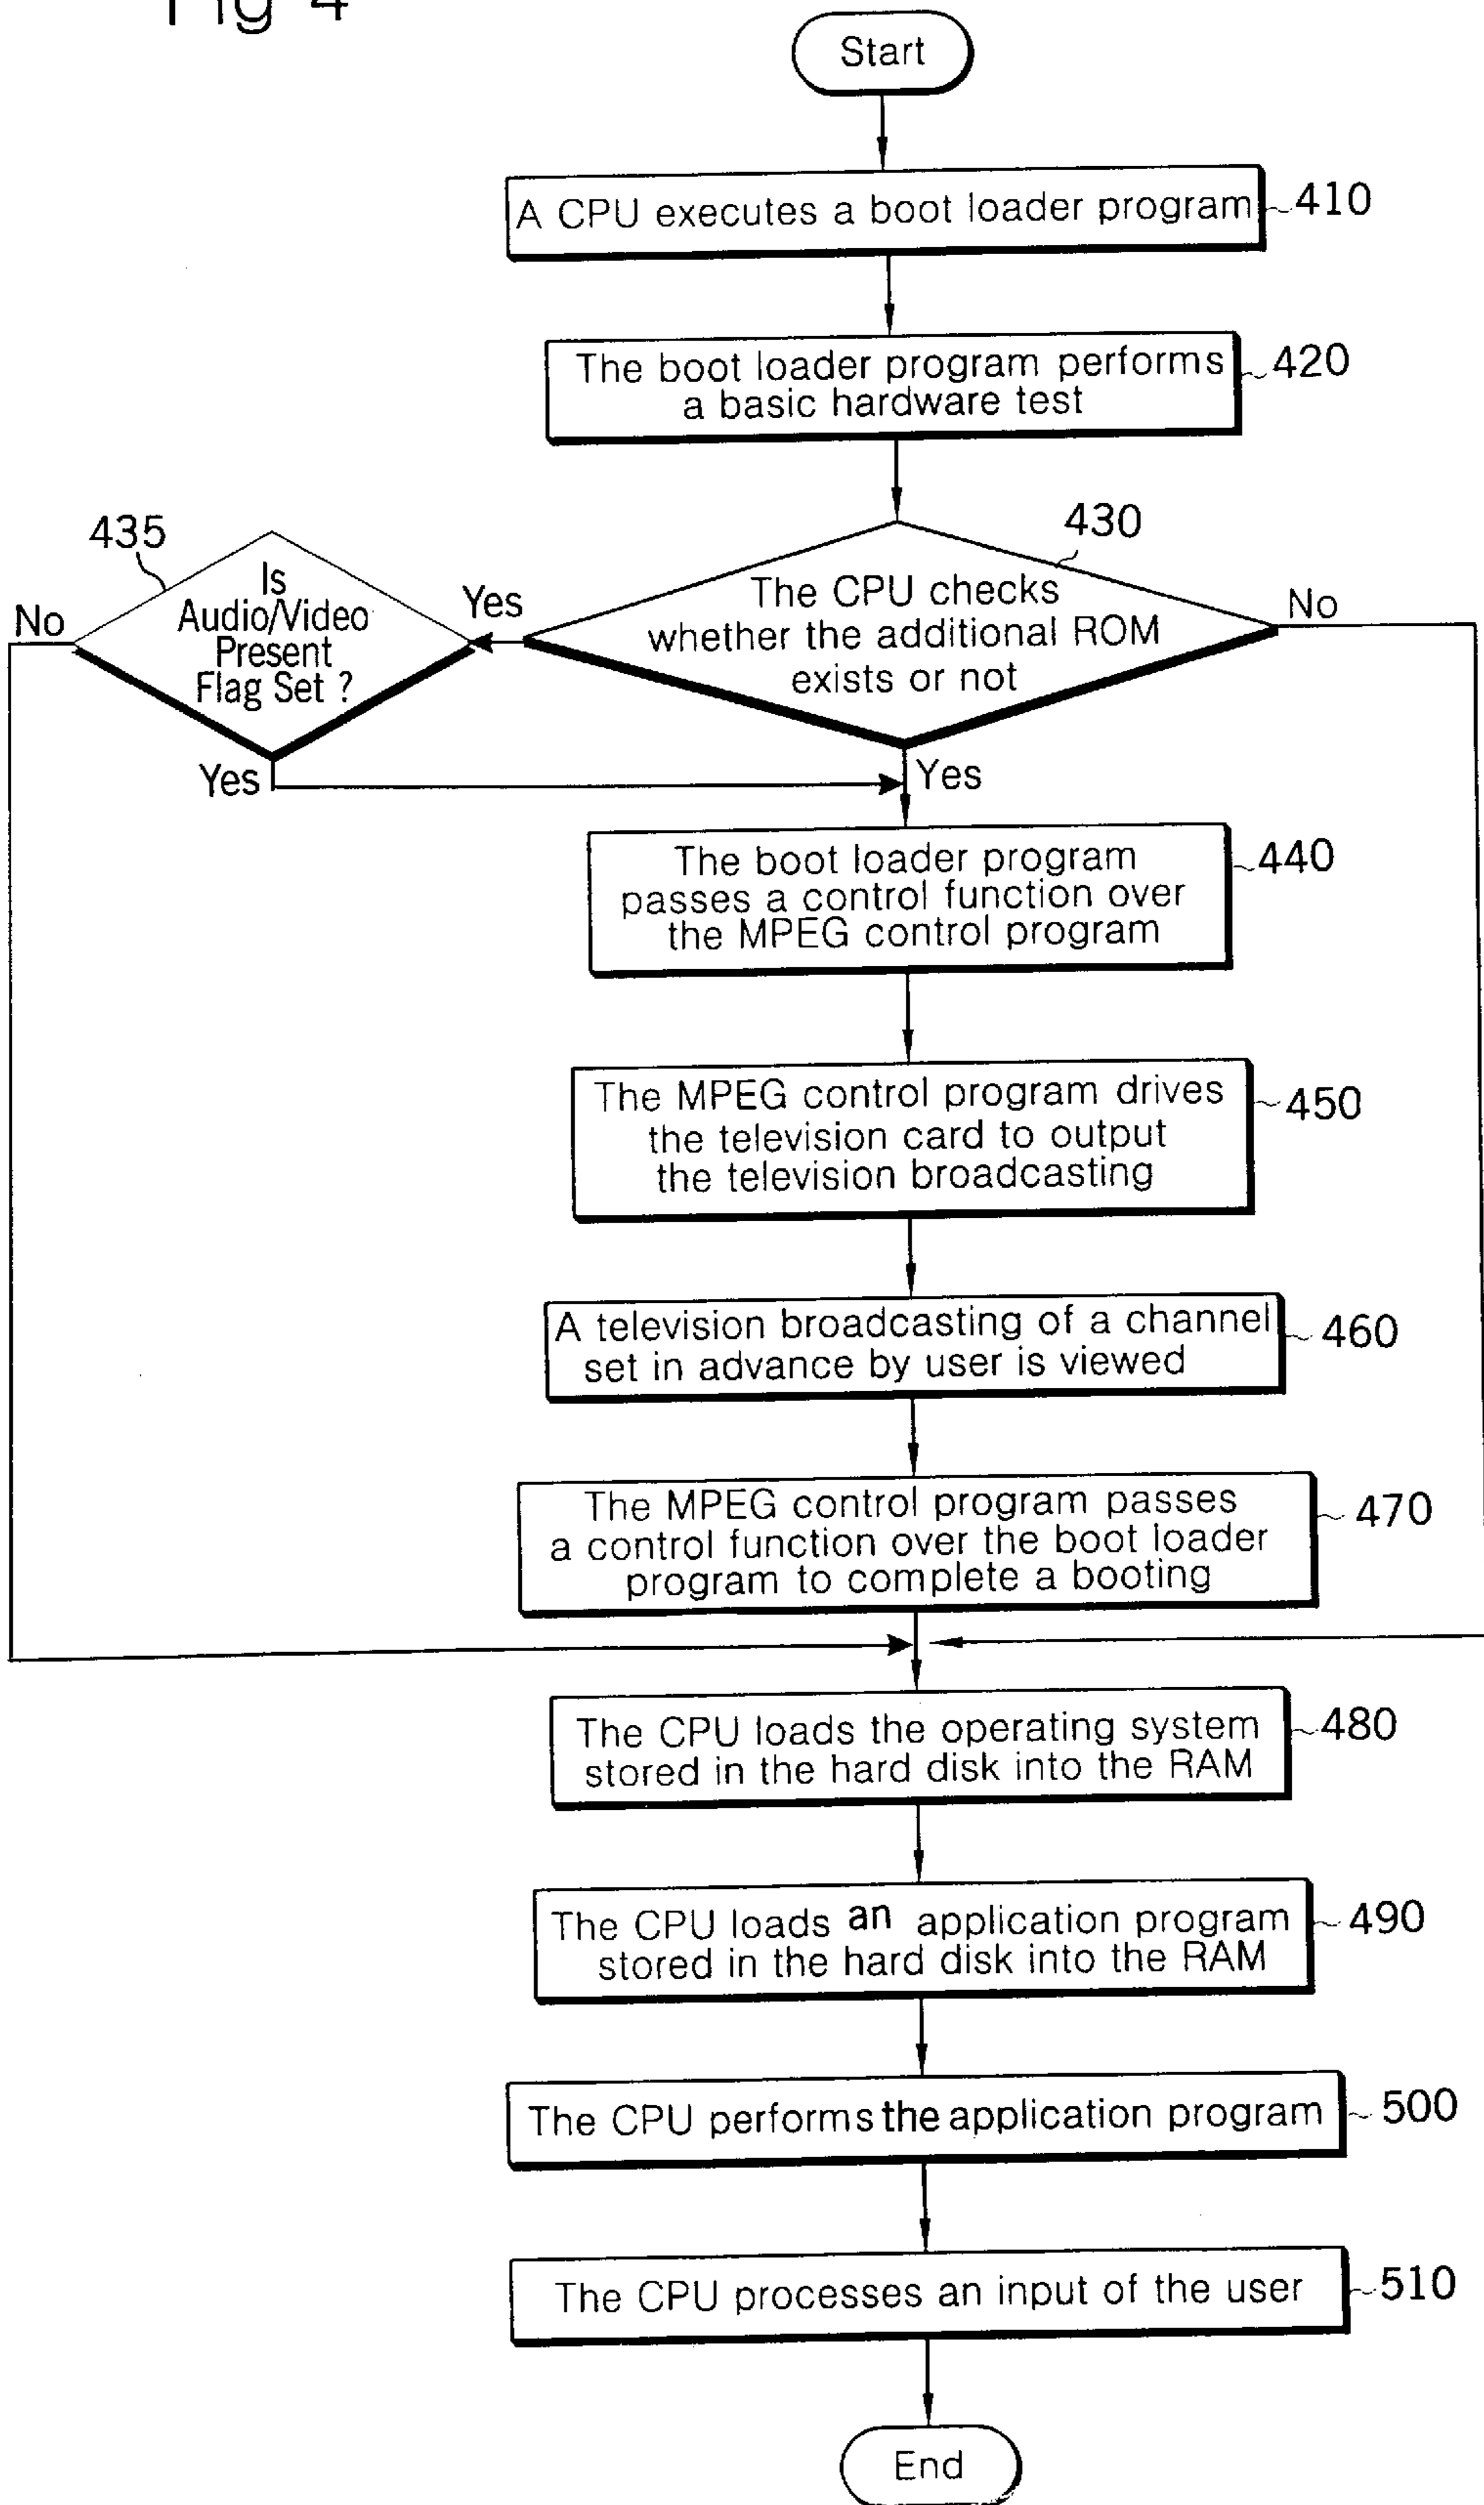 Fig 4
Start
A CPU executes a boot loader program
410
The boot loader program performs
a basic hardware test
420
435
430
Is
Audio/Video
Present
Flag Set ?
No
Yes
The CPU checks
whether the additional ROM
exists or not
No
Yes
Yes
The boot loader program
passes a control function over
the MPEG control program
440
The MPEG control program drives
the television card to output
the television broadcasting
450
A television broadcasting of a channel
set in advance by user is viewed
460
The MPEG control program passes
a control function over the boot loader
program to complete a booting
470
The CPU loads the operating system
stored in the hard disk into the RAM
480
The CPU loads an application program
stored in the hard disk into the RAM
490
The CPU performs the application program
500
The CPU processes an input of the user
510
End